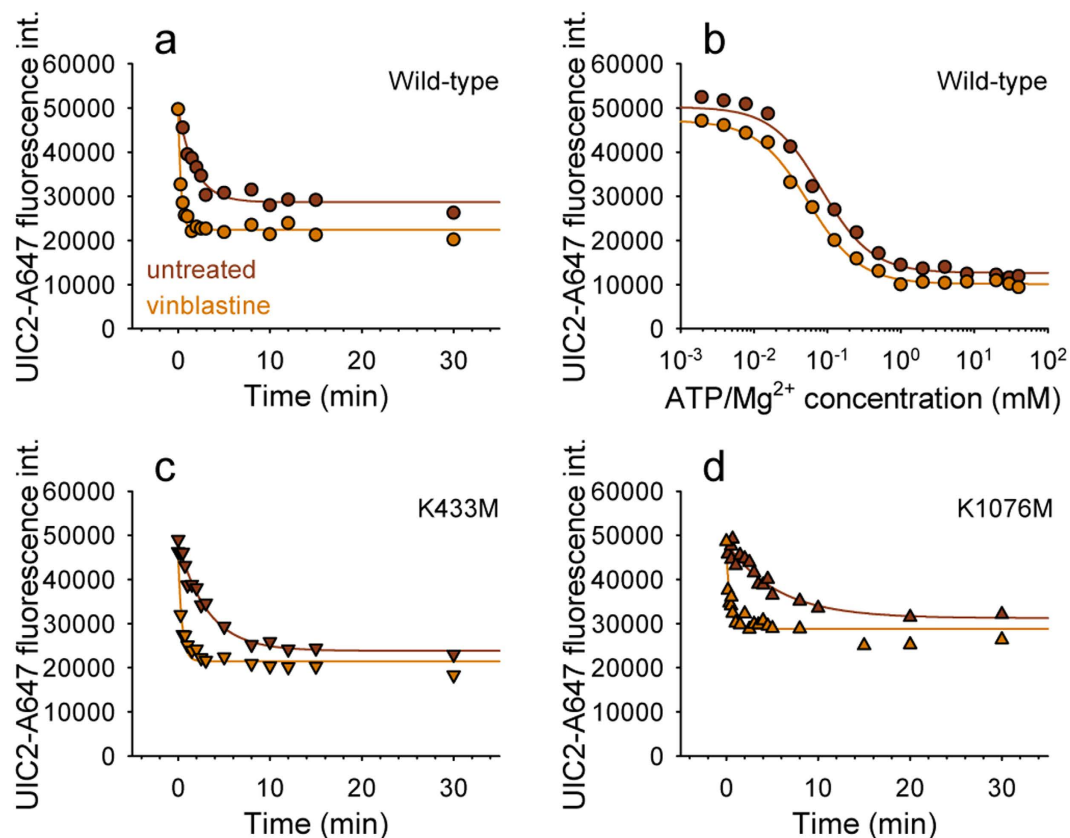 a
Wild-type
UIC2-A647 fluorescence int.
60000
50000
40000
30000
20000
10000
0
untreated
vinblastine
0 10 20 30
Time (min)
b
Wild-type
UIC2-A647 fluorescence int.
60000
50000
40000
30000
20000
10000
0
10⁻³ 10⁻² 10⁻¹ 10⁰ 10¹ 10²
ATP/Mg²⁺ concentration (mM)
c
K433M
UIC2-A647 fluorescence int.
60000
50000
40000
30000
20000
10000
0
0 10 20 30
Time (min)
d
K1076M
UIC2-A647 fluorescence int.
60000
50000
40000
30000
20000
10000
0
0 10 20 30
Time (min)